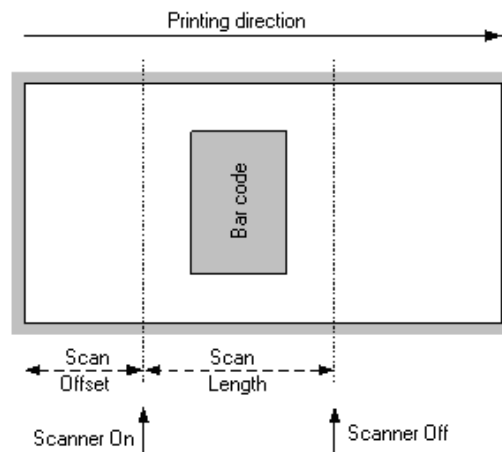 Printing direction
Bar code
Scan
Offset
Scan
Length
Scanner On
Scanner Off